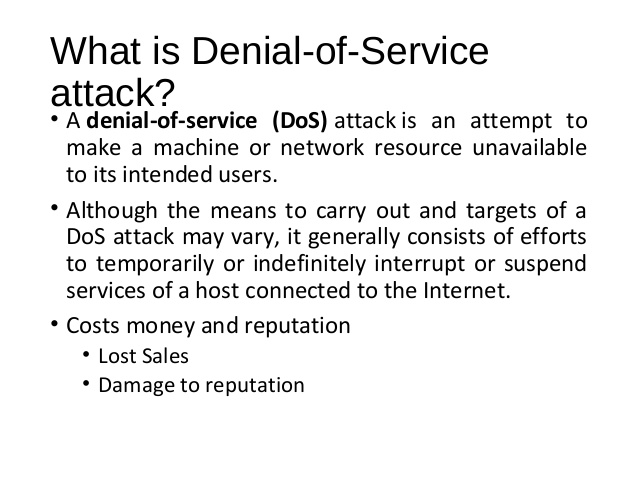 What is Denial-of-Service
attack?
• A denial-of-service (DoS) attack is an attempt to
make a machine or network resource unavailable
to its intended users.
• Although the means to carry out and targets of a
DoS attack may vary, it generally consists of efforts
to temporarily or indefinitely interrupt or suspend
services of a host connected to the Internet.
• Costs money and reputation
• Lost Sales
• Damage to reputation